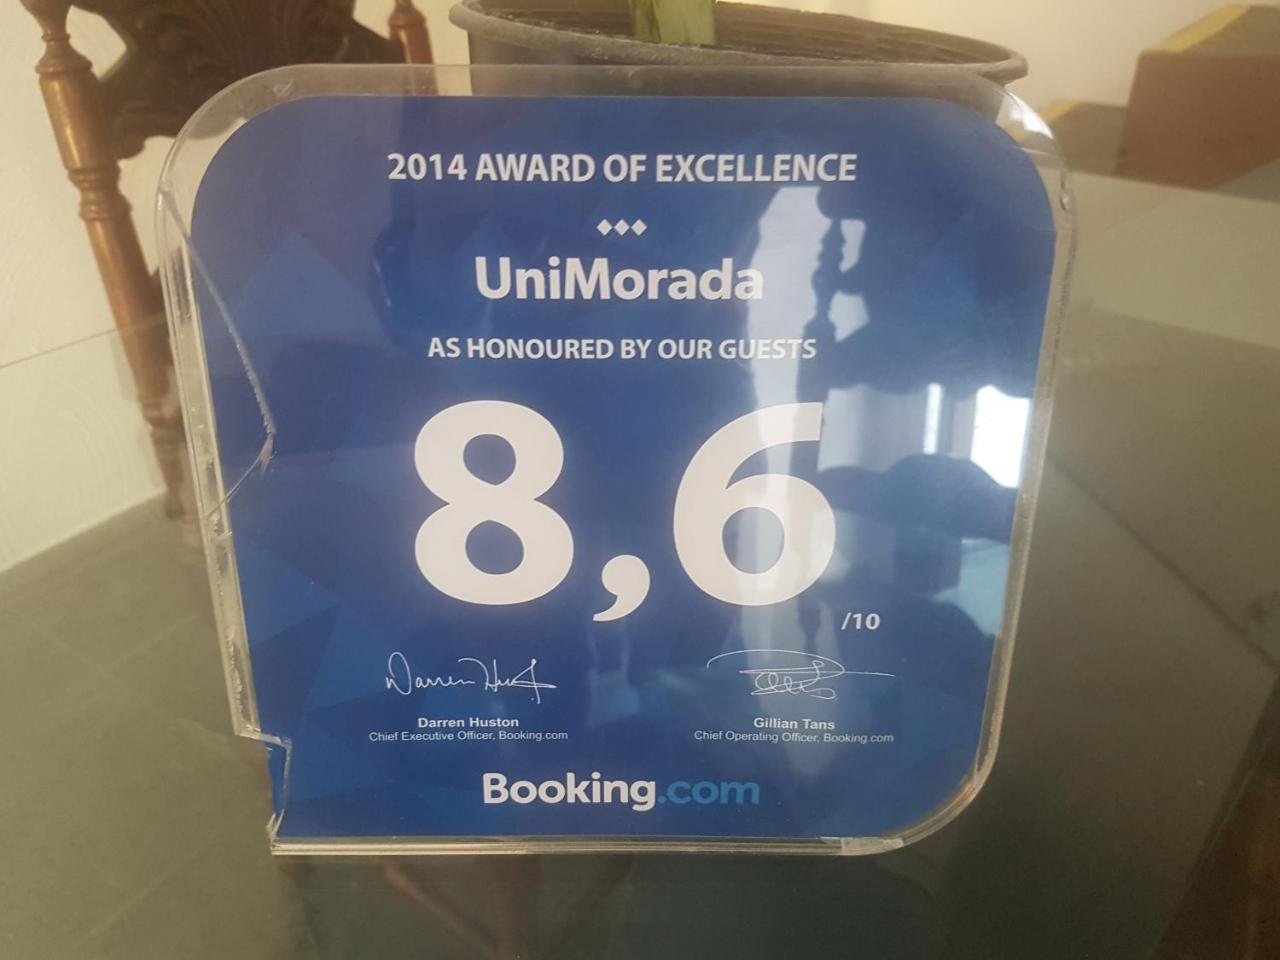 2014 AWARD OF EXCELLENCE
UniMorada
AS HONOURED BY OUR GUESTS
8,6
/10
Darren Huston
Gillian Tans
Chief Executive Officer, Booking.com
Chief Operating Officer, Booking.com
Booking.com